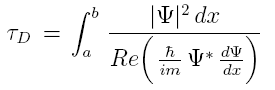 τ_D = ∫_a^b |Ψ|² dx / Re( ħ/im Ψ* dΨ/dx )